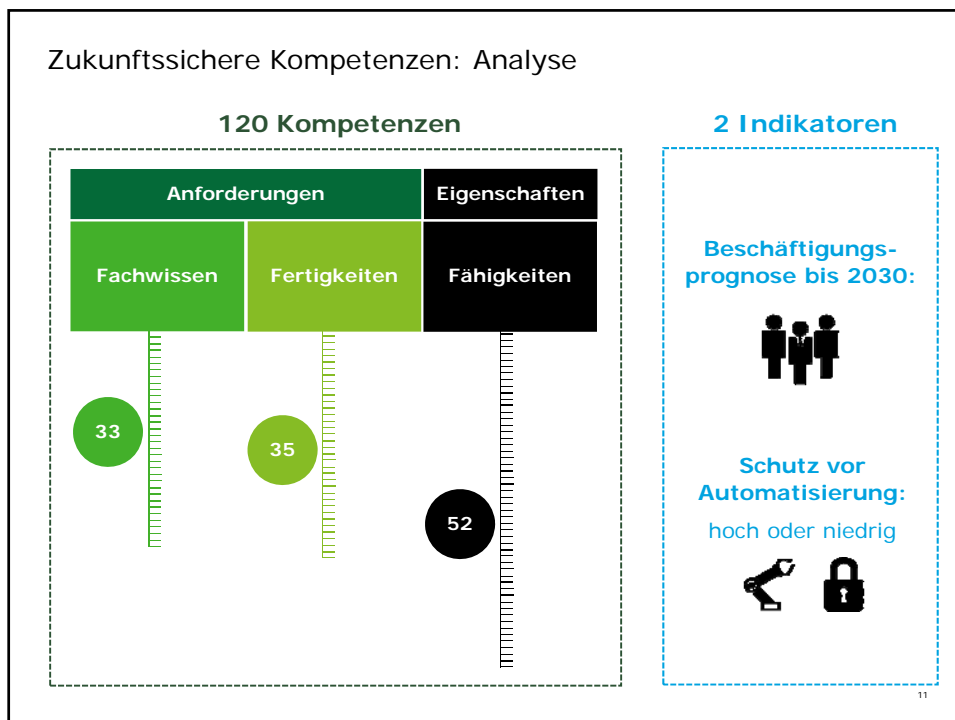 Zukunftssichere Kompetenzen: Analyse
120 Kompetenzen
Anforderungen
Eigenschaften
Fachwissen
Fertigkeiten
Fähigkeiten
33
35
52
2 Indikatoren
Beschäftigungs-
prognose bis 2030:
Schutz vor
Automatisierung:
hoch oder niedrig
11